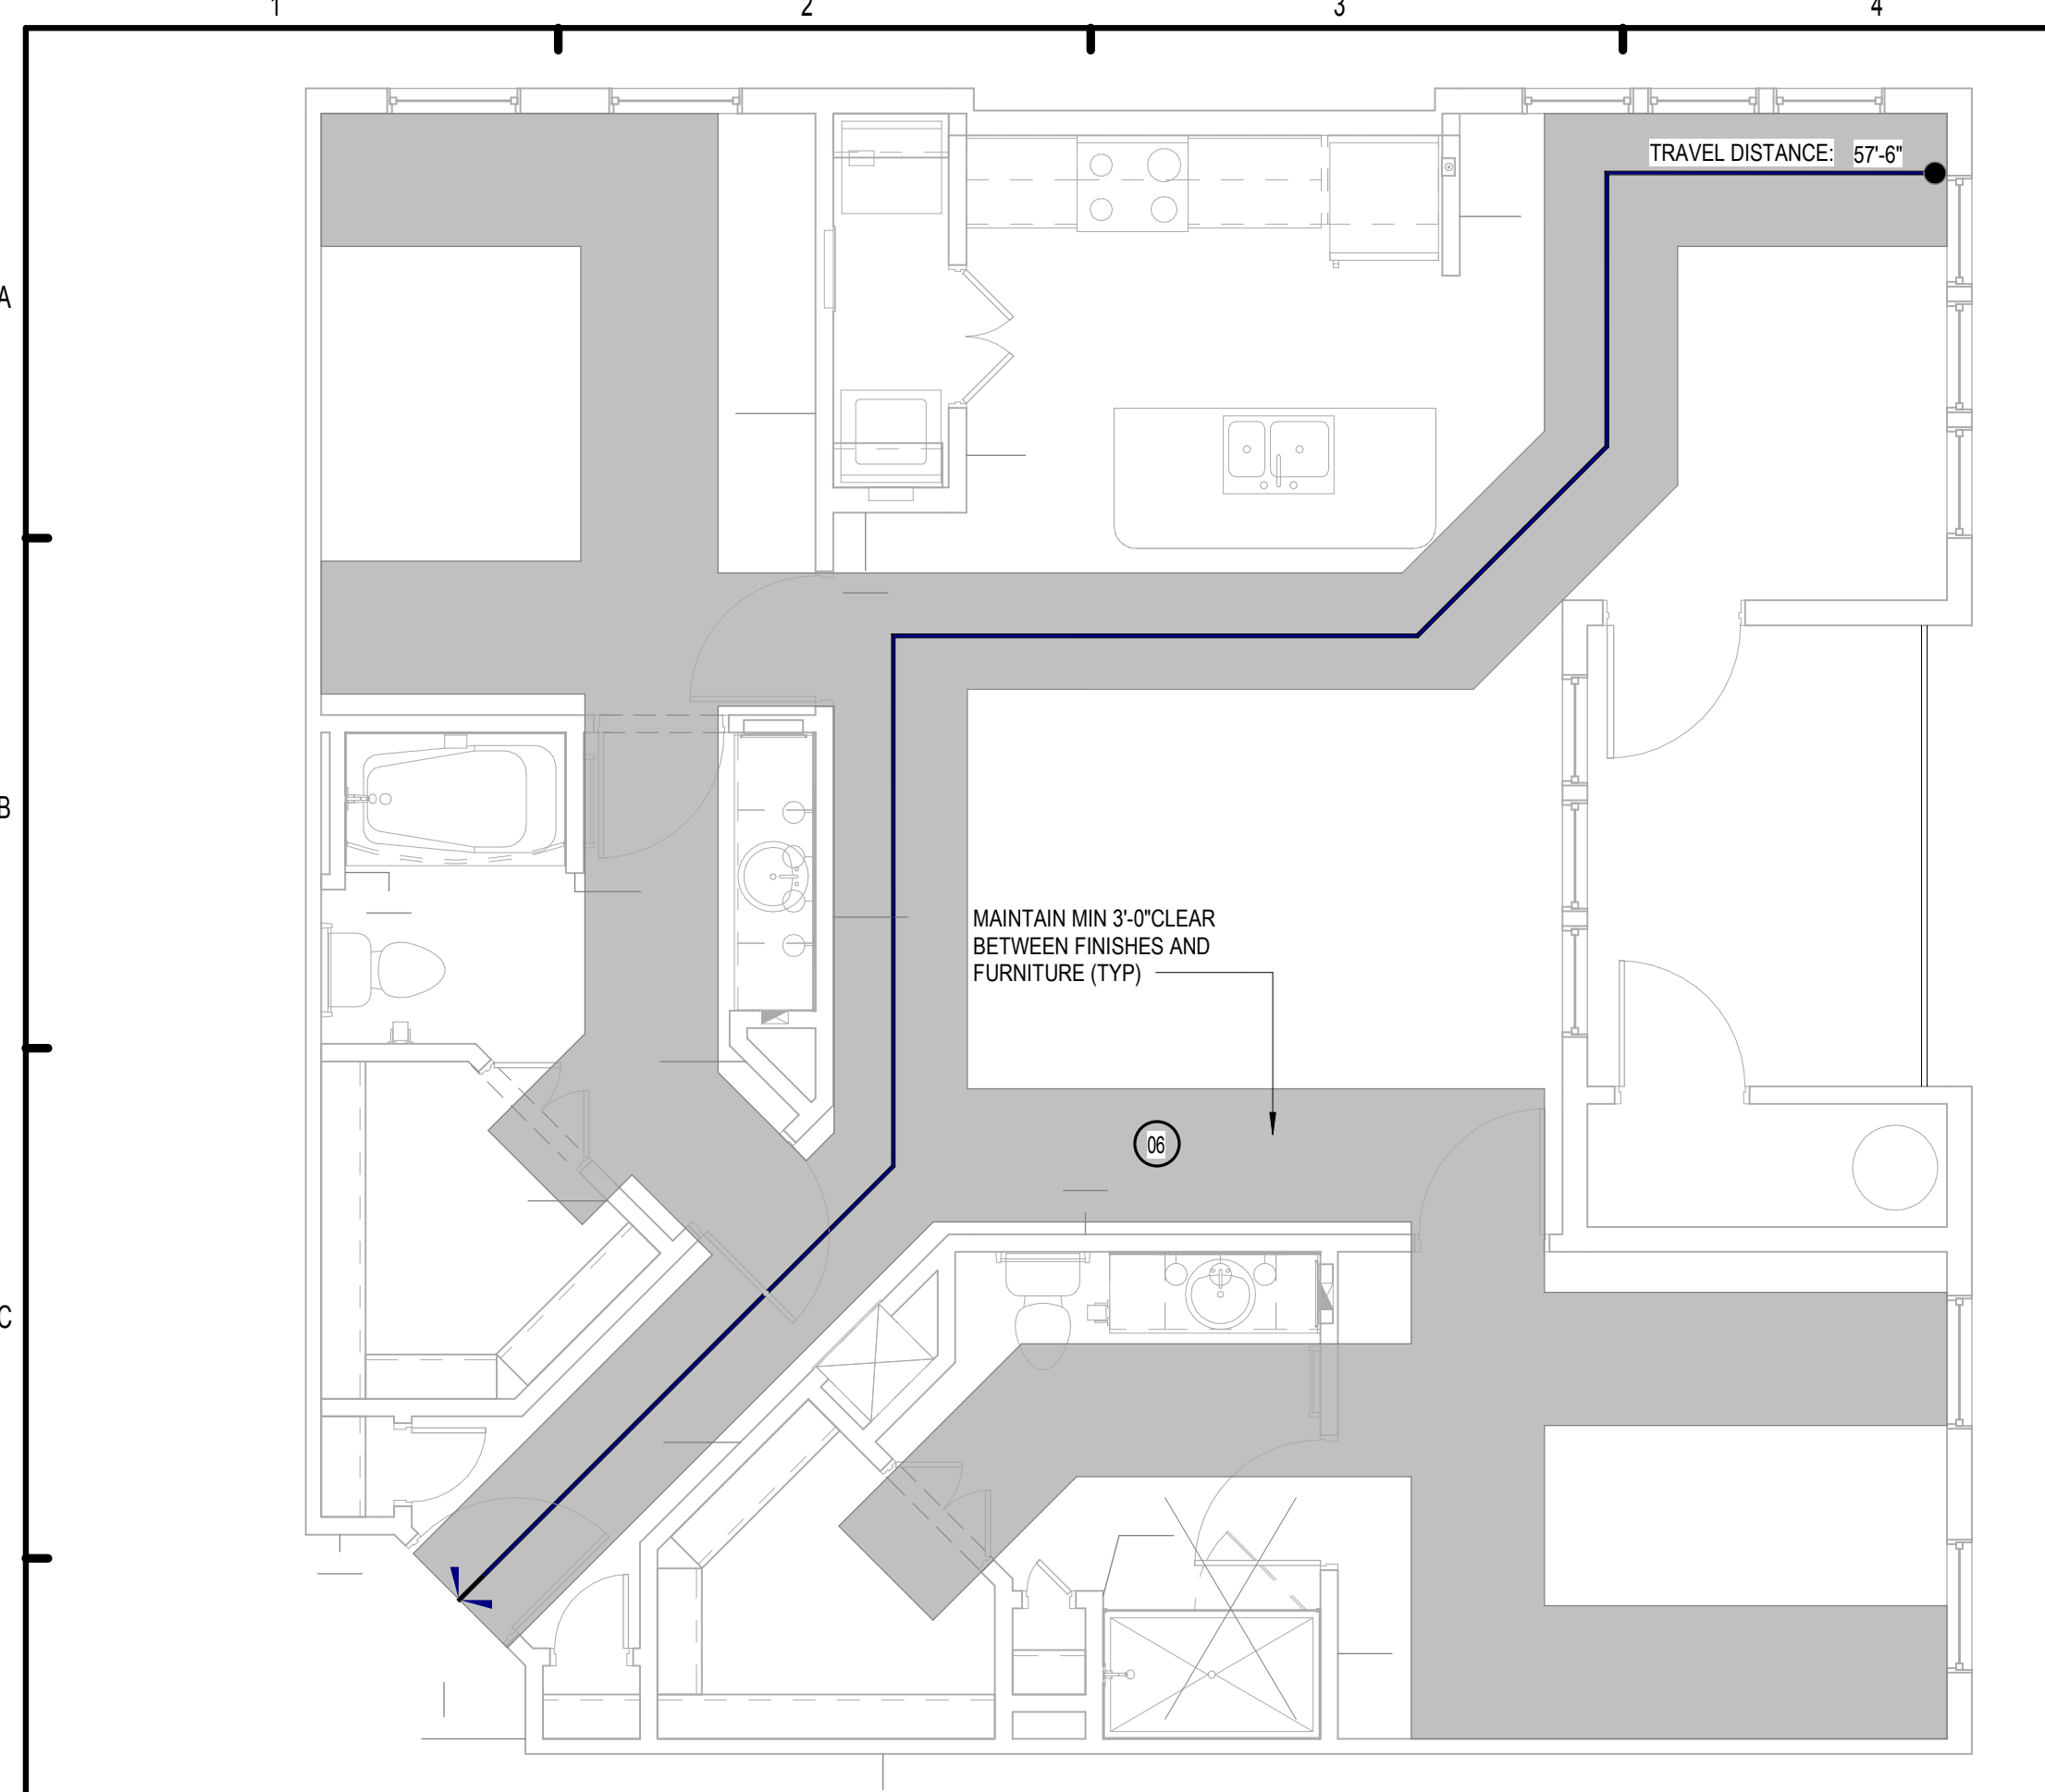 1 2 3 4
TRAVEL DISTANCE: 57'-6"
A
B
MAINTAIN MIN 3'-0"CLEAR
BETWEEN FINISHES AND
FURNITURE (TYP)
06
C